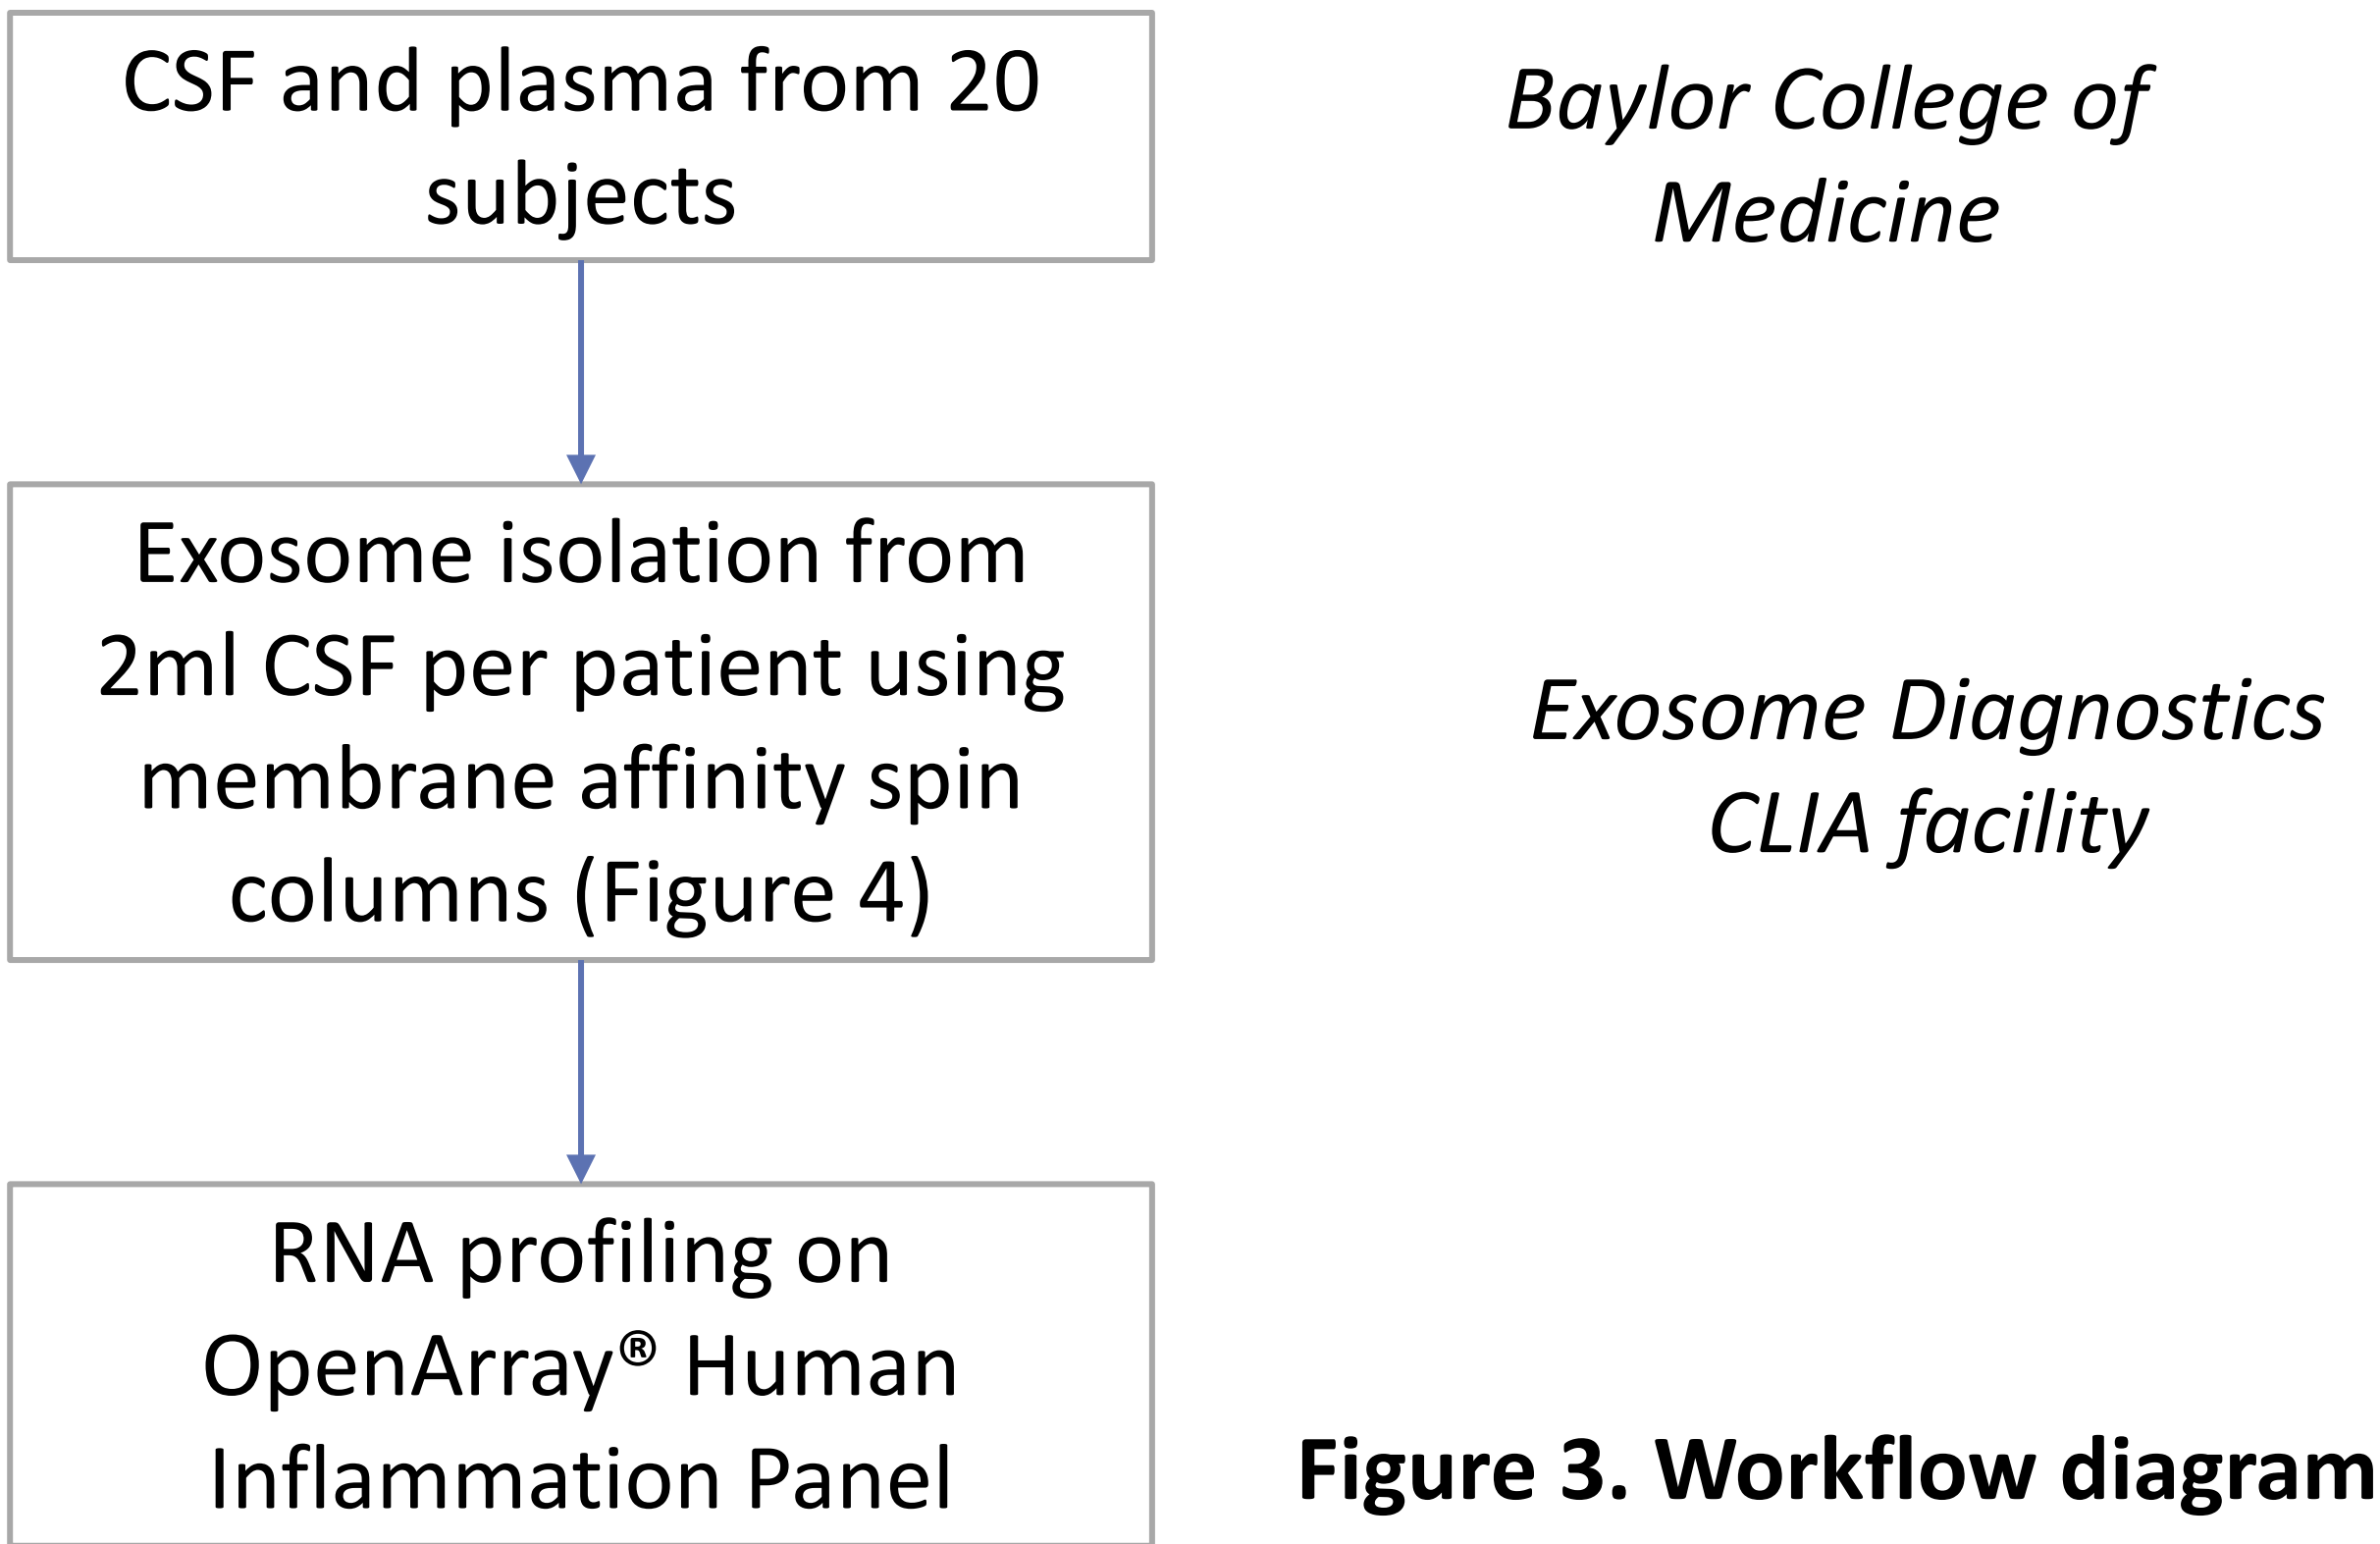 CSF and plasma from 20
subjects
Baylor College of
Medicine
Exosome isolation from
2ml CSF per patient using
membrane affinity spin
columns (Figure 4)
Exosome Diagnostics
CLIA facility
RNA profiling on
OpenArray® Human
Inflammation Panel
Figure 3. Workflow diagram